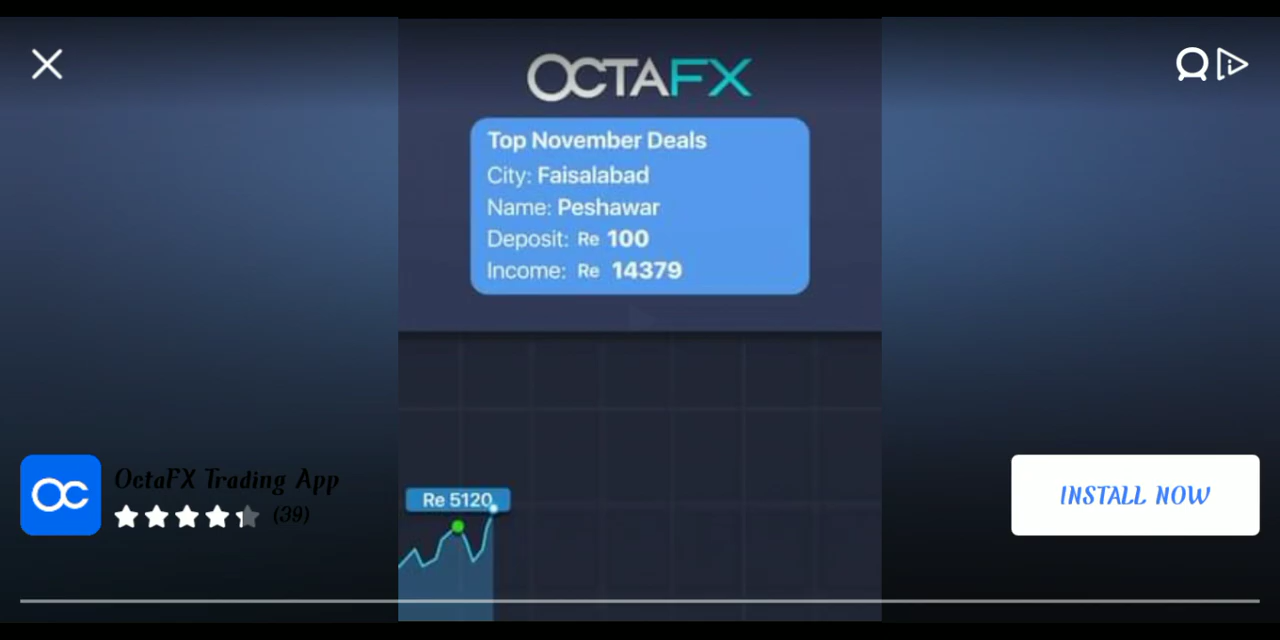 OCTAFX
Top November Deals
City: Faisalabad
Name: Peshawar
Deposit: Re 100
Income: Re 14379
Re 5120
OctaFX Trading App
(39)
INSTALL NOW